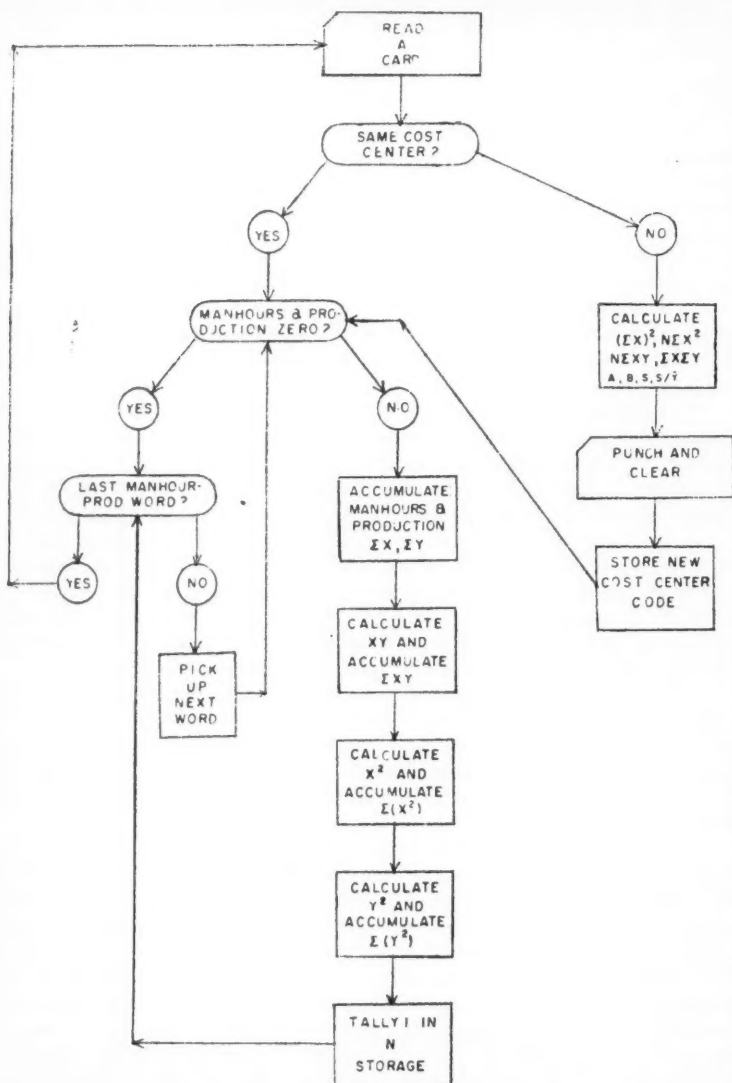 READ
A
CARD
SAME COST
CENTER?
YES
NO
MANHOURS & PRO-
DUCTION ZERO?
CALCULATE
(ΣX)², NΣX²
NΣXY, ΣXΣY
A, B, S, S/Ȳ
YES
NO
PUNCH AND
CLEAR
LAST MANHOUR-
PROD WORD?
ACCUMULATE
MANHOURS &
PRODUCTION
ΣX, ΣY
STORE NEW
COST CENTER
CODE
YES
NO
CALCULATE
XY AND
ACCUMULATE
ΣXY
PICK
UP
NEXT
WORD
CALCULATE
X² AND
ACCUMULATE
Σ(X²)
CALCULATE
Y² AND
ACCUMULATE
Σ(Y²)
TALLY 1 IN
N
STORAGE